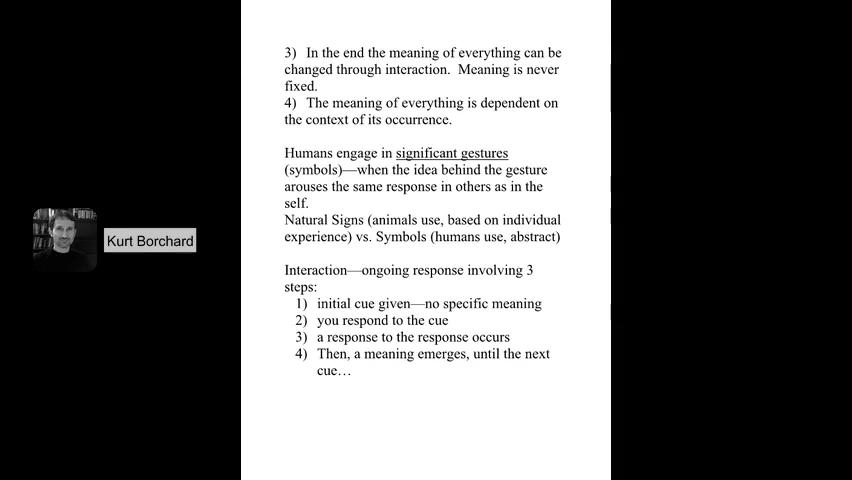 3) In the end the meaning of everything can be
changed through interaction. Meaning is never
fixed.
4) The meaning of everything is dependent on
the context of its occurrence.
Humans engage in significant gestures
(symbols)—when the idea behind the gesture
arouses the same response in others as in the
self.
Natural Signs (animals use, based on individual
experience) vs. Symbols (humans use, abstract)
Interaction—ongoing response involving 3
steps:
1) initial cue given—no specific meaning
2) you respond to the cue
3) a response to the response occurs
4) Then, a meaning emerges, until the next
cue…
Kurt Borchard